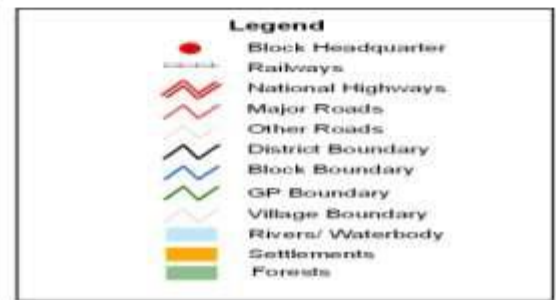 Legend
Block Headquarter
Railways
National Highways
Major Roads
Other Roads
District Boundary
Block Boundary
GP Boundary
Village Boundary
Rivers/ Waterbody
Settlements
Forests